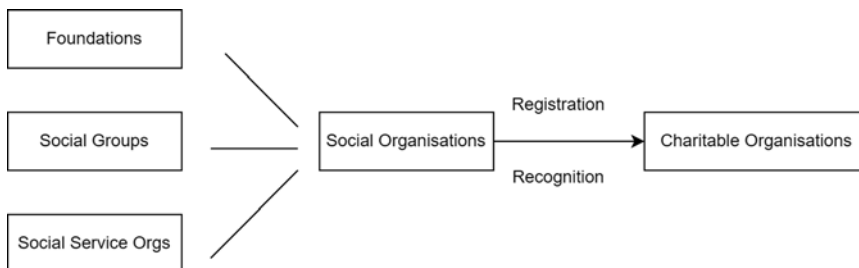 Foundations
Social Groups
Social Service Orgs
Social Organisations
Registration
Recognition
Charitable Organisations